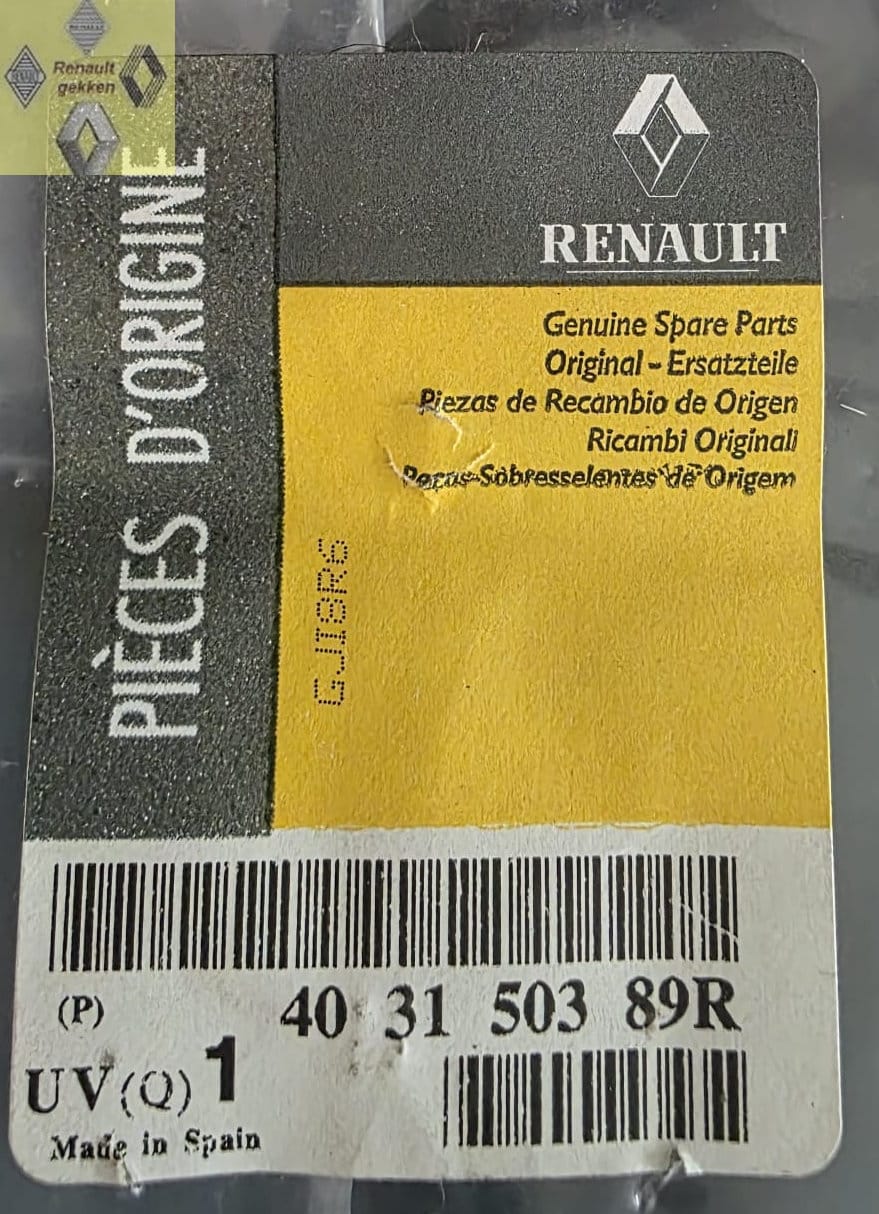 Renault
gekken
PIÈCES D'ORIGINE
RENAULT
Genuine Spare Parts
Original - Ersatzteile
Piezas de Recambio de Origen
Ricambi Originali
Peças Sobresselentes de Origem
GJI8R6
(P) 40 31 503 89R
UV(Q) 1
Made in Spain